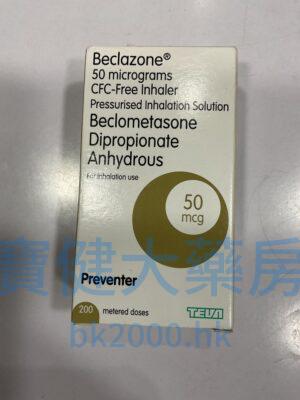 Beclazone®
50 micrograms
CFC-Free Inhaler
Pressurised Inhalation Solution
Beclometasone
Dipropionate
Anhydrous
For inhalation use
50
mcg
寶健大藥房
Preventer
200 metered doses
TEVA
bk2000.hk